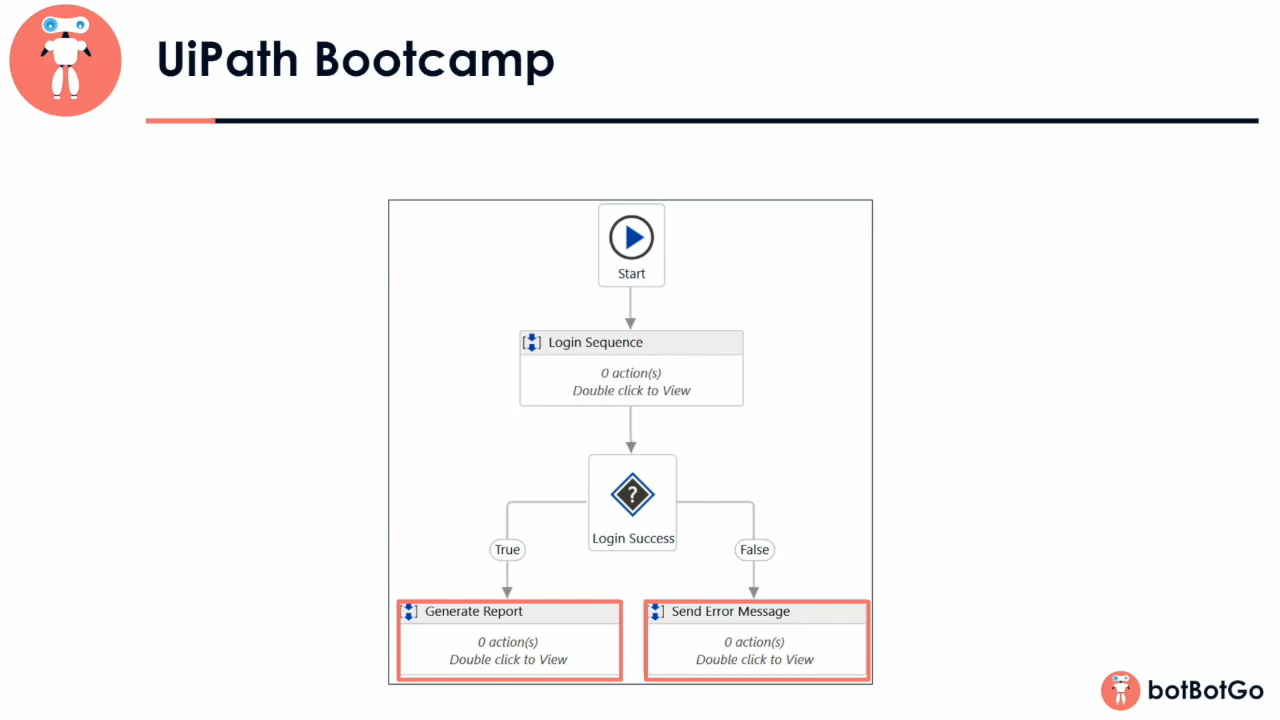 UiPath Bootcamp
Start
Login Sequence
0 action(s)
Double click to View
?
Login Success
True
False
Generate Report
0 action(s)
Double click to View
Send Error Message
0 action(s)
Double click to View
botBotGo